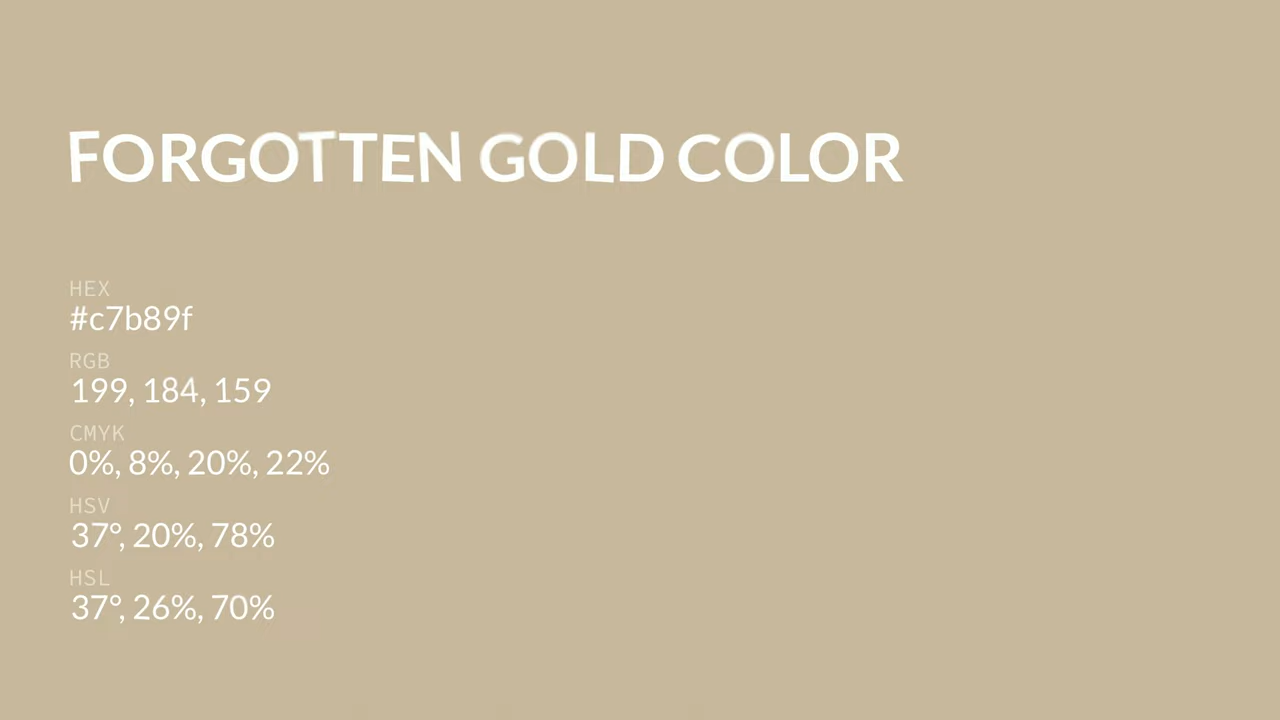 FORGOTTEN GOLD COLOR
HEX
#c7b89f
RGB
199, 184, 159
CMYK
0%, 8%, 20%, 22%
HSV
37°, 20%, 78%
HSL
37°, 26%, 70%